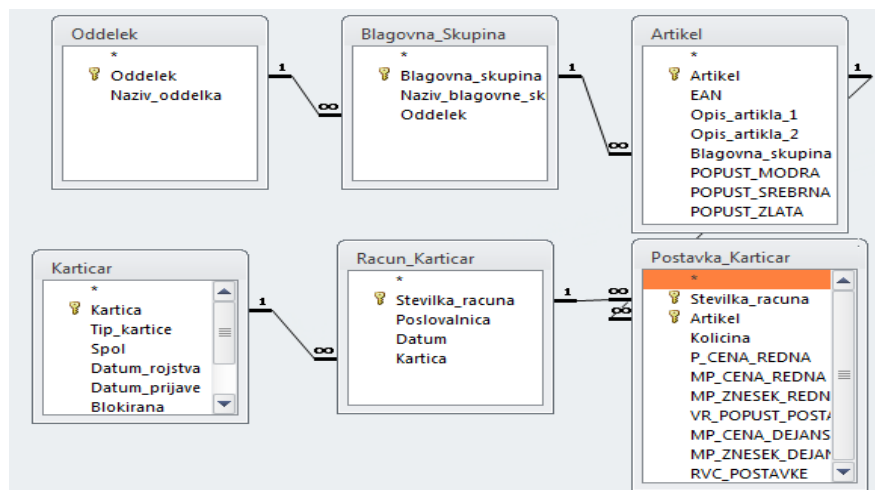 Oddelek
*
Oddelek
Naziv_oddelka
1
∞
Blagovna_Skupina
*
Blagovna_skupina
Naziv_blagovne_sk
Oddelek
1
∞
Artikel
*
Artikel
EAN
Opis_artikla_1
Opis_artikla_2
Blagovna_skupina
POPUST_MODRA
POPUST_SREBRNA
POPUST_ZLATA
1
Karticar
*
Kartica
Tip_kartice
Spol
Datum_rojstva
Datum_prijave
Blokirana
1
∞
Racun_Karticar
*
Stevilka_racuna
Poslovalnica
Datum
Kartica
1
∞
∞
Postavka_Karticar
*
Stevilka_racuna
Artikel
Kolicina
P_CENA_REDNA
MP_CENA_REDNA
MP_ZNESEK_REDN
VR_POPUST_POSTA
MP_CENA_DEJANS
MP_ZNESEK_DEJAN
RVC_POSTAVKE